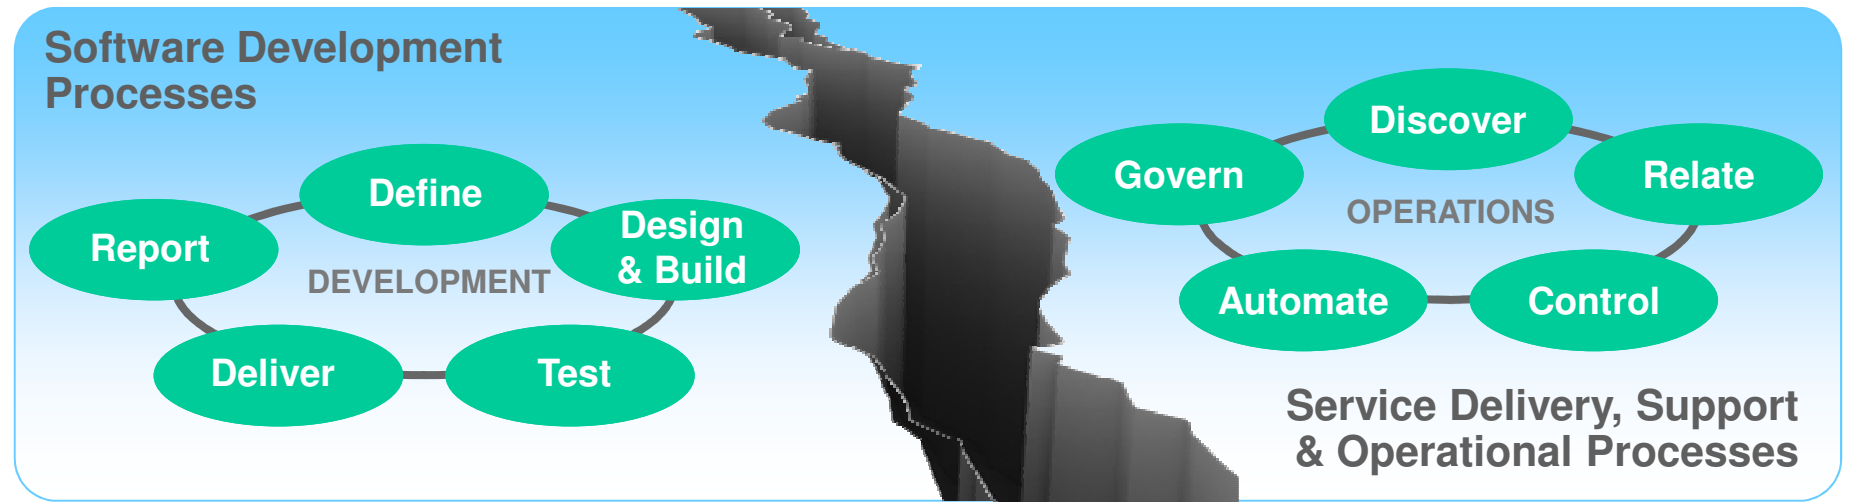 Software Development
Processes
Define
Report
Design
& Build
DEVELOPMENT
Deliver
Test
Discover
Govern
Relate
OPERATIONS
Automate
Control
Service Delivery, Support
& Operational Processes